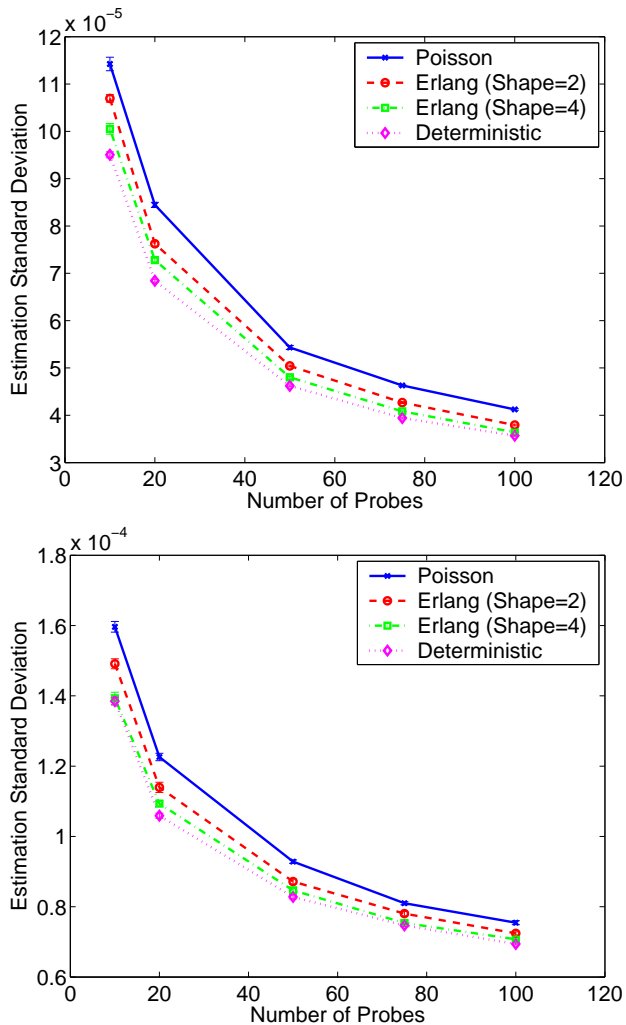 x 10⁻⁵
12
11
10
9
8
7
6
5
4
3
0 20 40 60 80 100 120
Estimation Standard Deviation
Number of Probes
Poisson
Erlang (Shape=2)
Erlang (Shape=4)
Deterministic
x 10⁻⁴
1.8
1.6
1.4
1.2
1
0.8
0.6
0 20 40 60 80 100 120
Estimation Standard Deviation
Number of Probes
Poisson
Erlang (Shape=2)
Erlang (Shape=4)
Deterministic